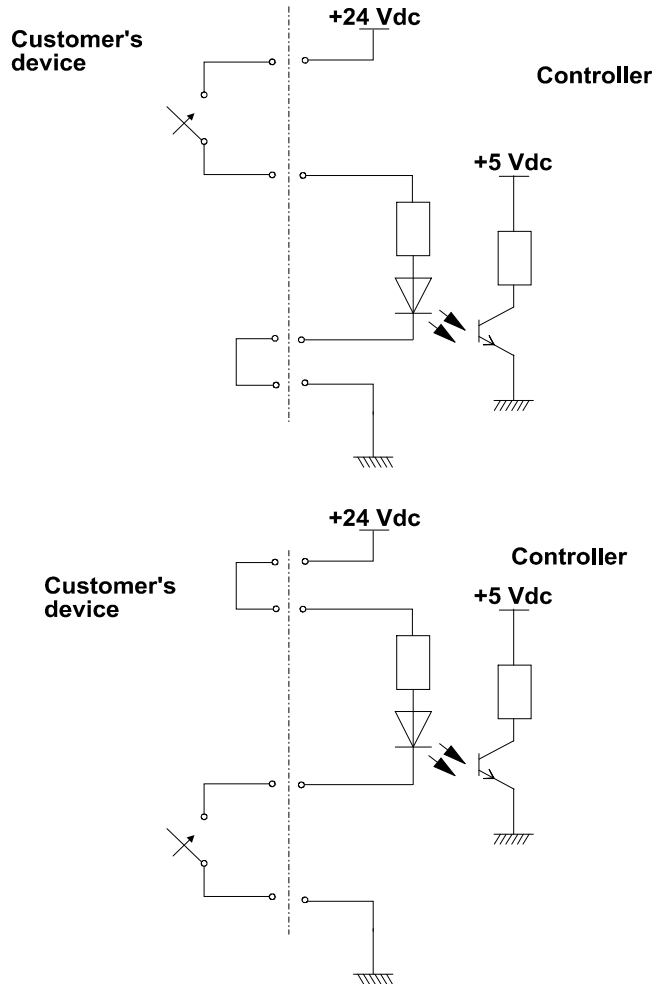 +24 Vdc
Customer's
device
Controller
+5 Vdc
+24 Vdc
Controller
Customer's
device
+5 Vdc